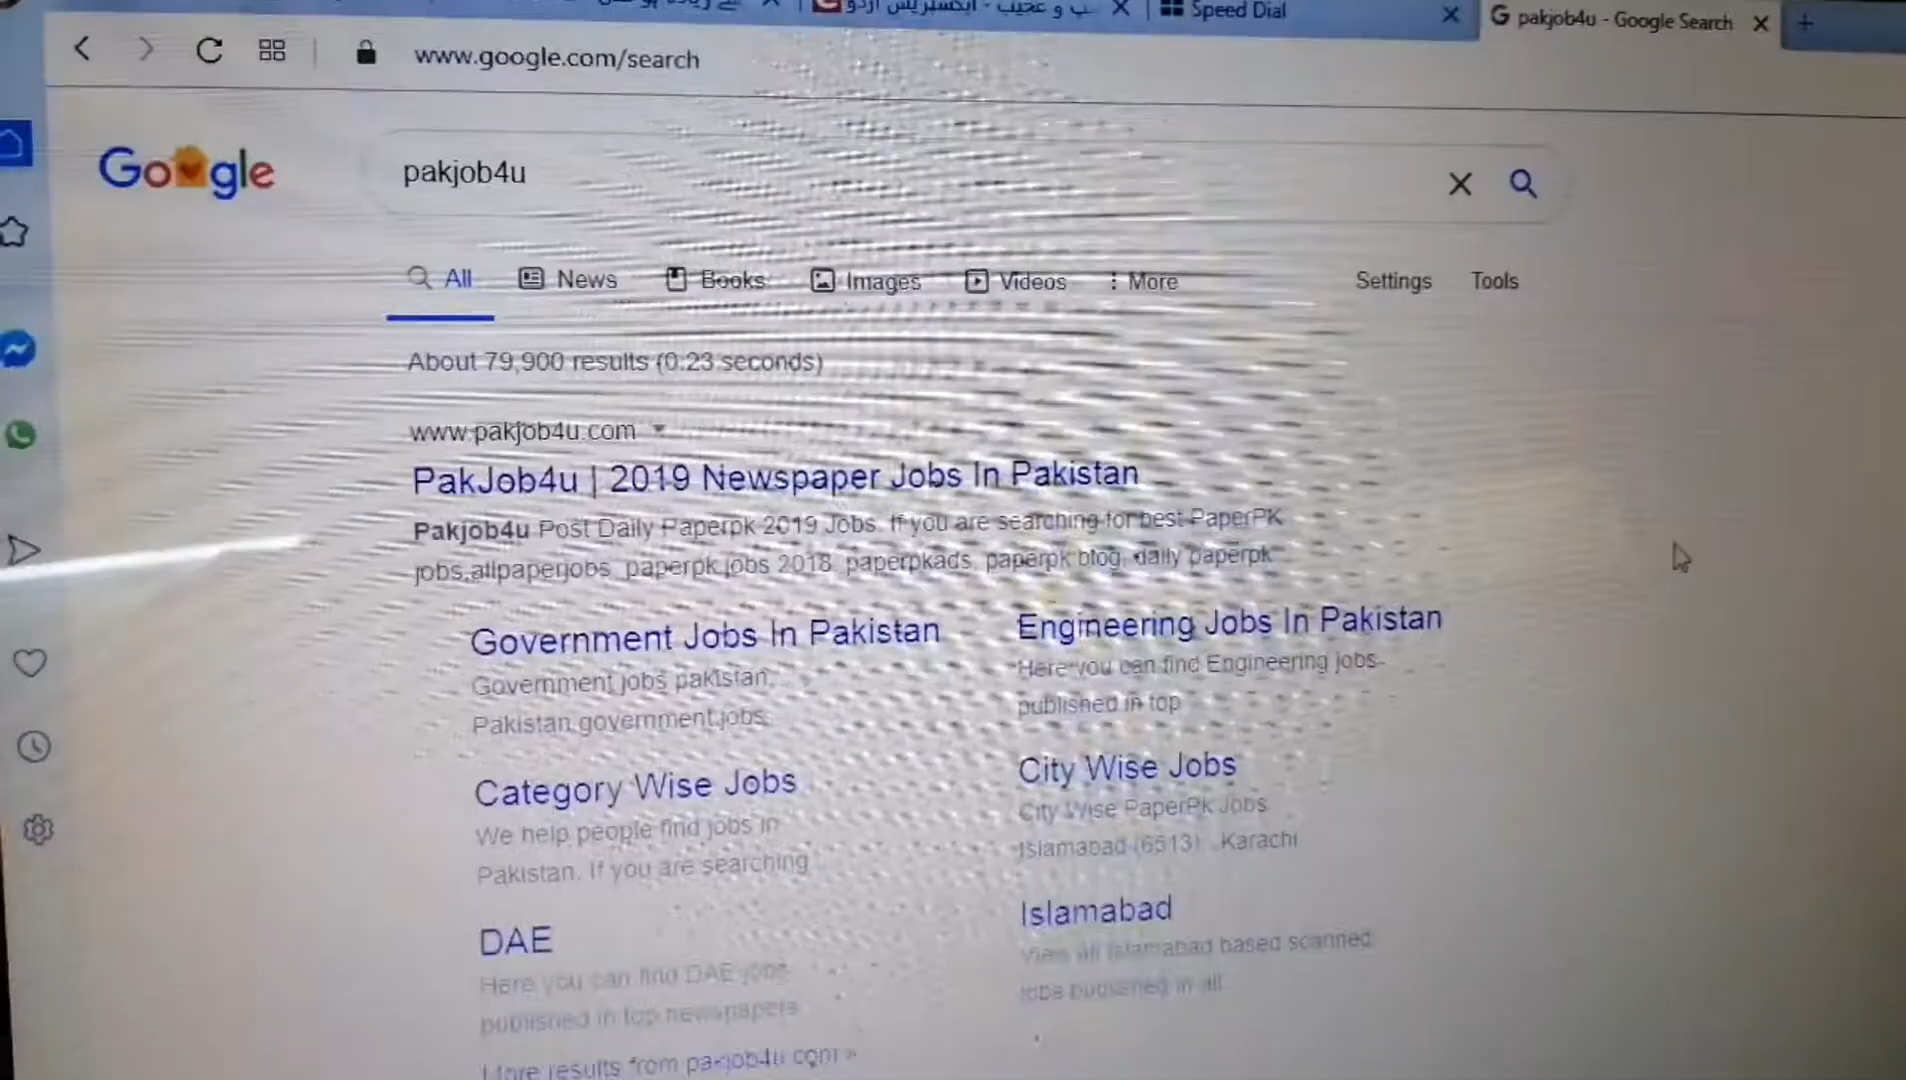 ب و عجیب - ایکسپریس اردو
Speed Dial
pakjob4u - Google Search
www.google.com/search
Google
pakjob4u
All News Books Images Videos More Settings Tools
About 79,900 results (0.23 seconds)
www.pakjob4u.com
PakJob4u | 2019 Newspaper Jobs In Pakistan
Pakjob4u Post Daily Paperpk 2019 Jobs. If you are searching for best PaperPK
jobs,allpaperjobs, paperpk jobs 2018, paperpkads, paperpk blog, daily paperpk
Government Jobs In Pakistan
Government jobs pakistan,
Pakistan government jobs,
Engineering Jobs In Pakistan
Here you can find Engineering jobs
published in top
Category Wise Jobs
We help people find jobs in
Pakistan. If you are searching
City Wise Jobs
City Wise PaperPk Jobs
Islamabad (6513) . Karachi
DAE
Here you can find DAE jobs
published in top newspapers
Islamabad
View all Islamabad based scanned
jobs published in all
More results from pakjob4u.com »